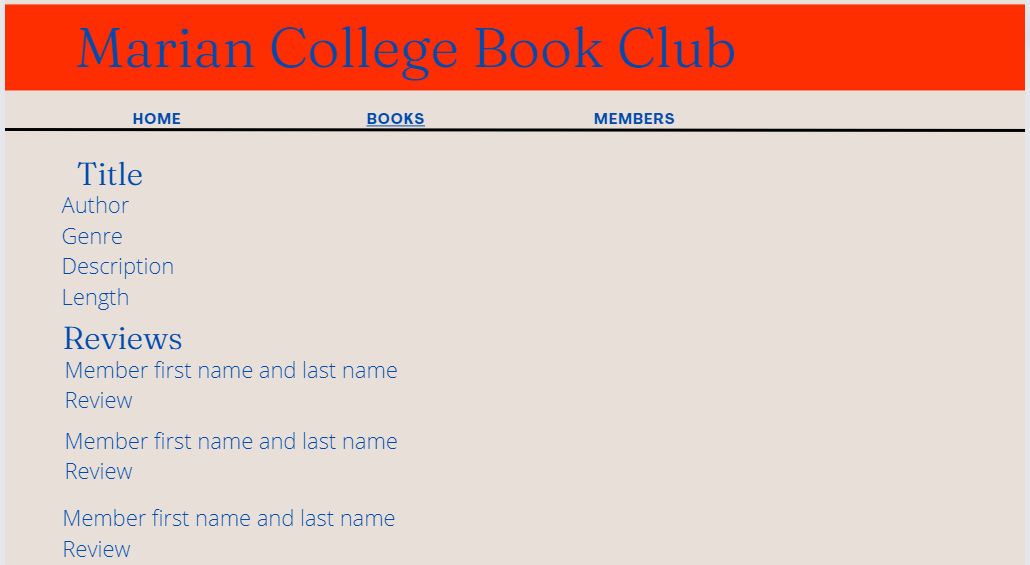 Marian College Book Club
HOME BOOKS MEMBERS
Title
Author
Genre
Description
Length
Reviews
Member first name and last name
Review
Member first name and last name
Review
Member first name and last name
Review